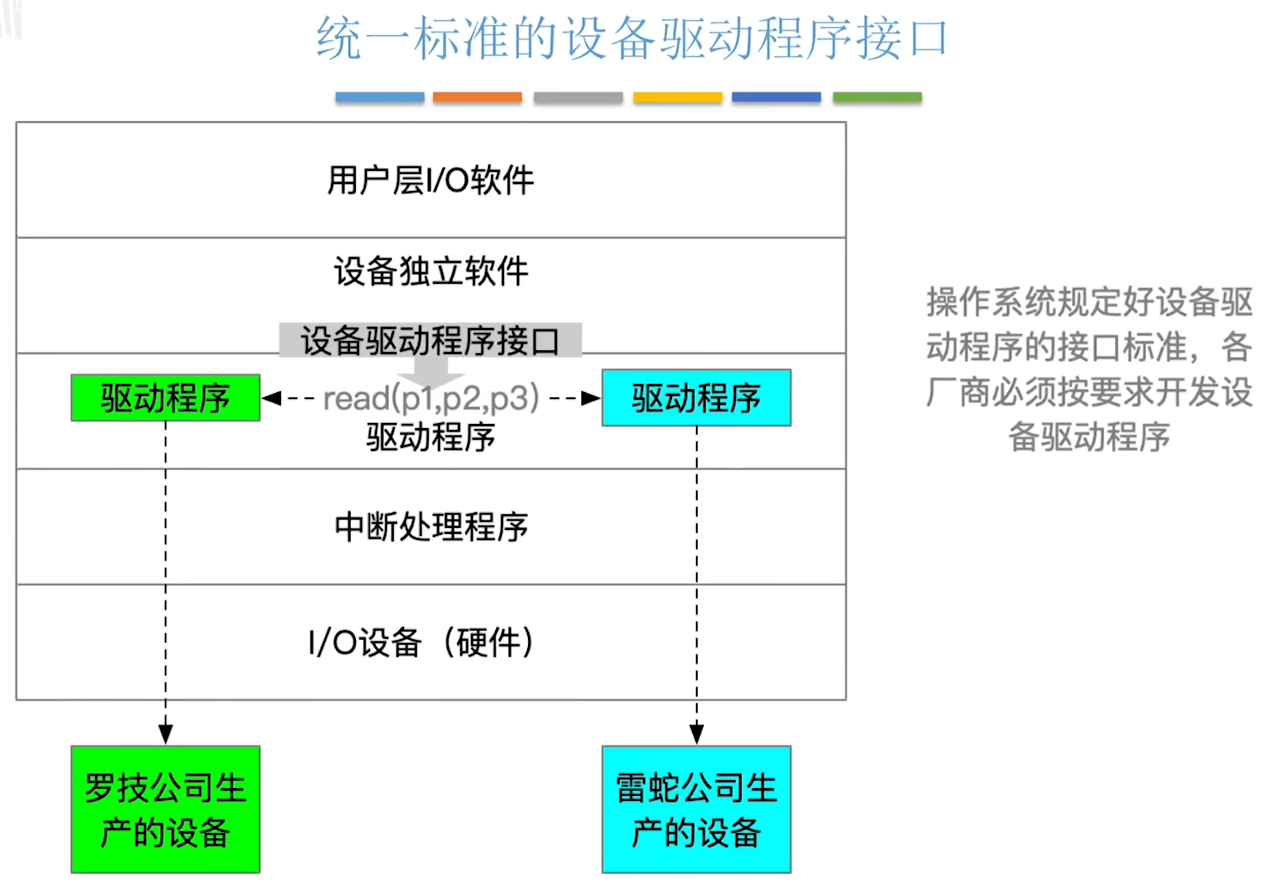 统一标准的设备驱动程序接口
用户层I/O软件
设备独立软件
设备驱动程序接口
驱动程序
read(p1,p2,p3)
驱动程序
驱动程序
中断处理程序
I/O设备（硬件）
罗技公司生
产的设备
雷蛇公司生
产的设备
操作系统规定好设备驱
动程序的接口标准，各
厂商必须按要求开发设
备驱动程序